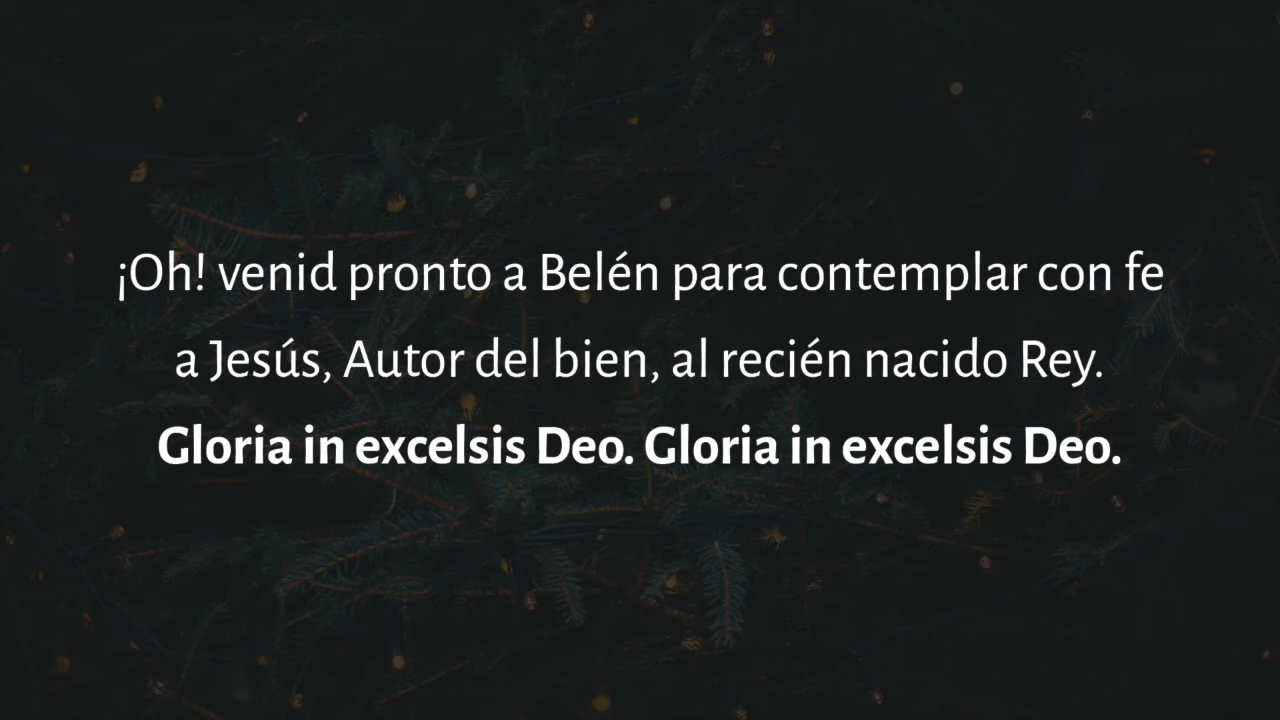 ¡Oh! venid pronto a Belén para contemplar con fe
a Jesús, Autor del bien, al recién nacido Rey.
Gloria in excelsis Deo. Gloria in excelsis Deo.